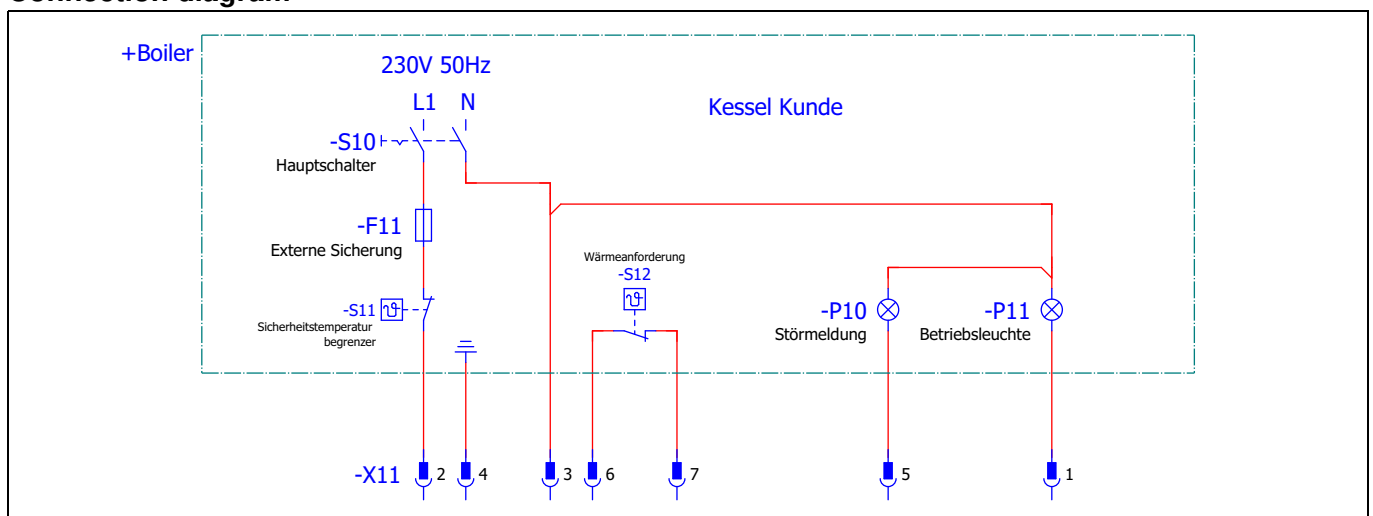 Connection diagram
+Boiler
230V 50Hz
L1 N
Kessel Kunde
-S10
Hauptschalter
-F11
Externe Sicherung
Wärmeanforderung
-S12
ϑ
-S11 ϑ
Sicherheitstemperatur
begrenzer
-P10
Störmeldung
-P11
Betriebsleuchte
-X11 2 4 3 6 7 5 1